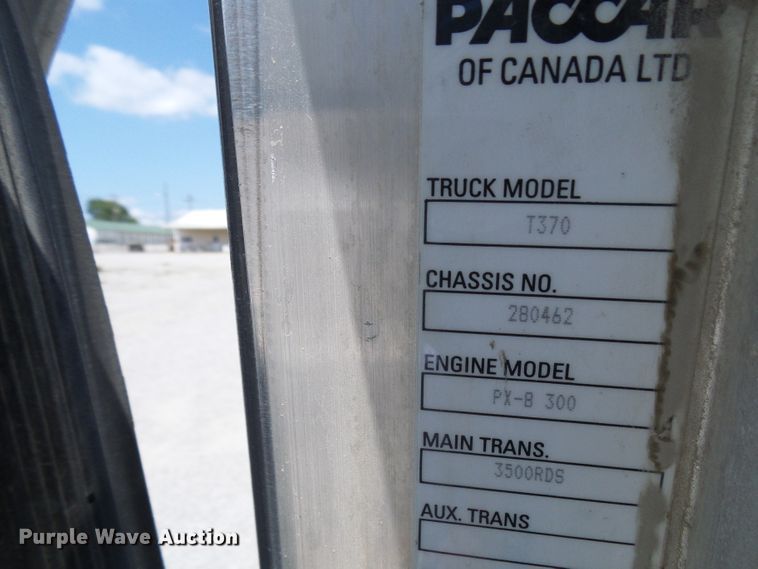 PACCAR
OF CANADA LTD
TRUCK MODEL
T370
CHASSIS NO.
280462
ENGINE MODEL
PX-8 300
MAIN TRANS.
3500RDS
AUX. TRANS
Purple Wave Auction